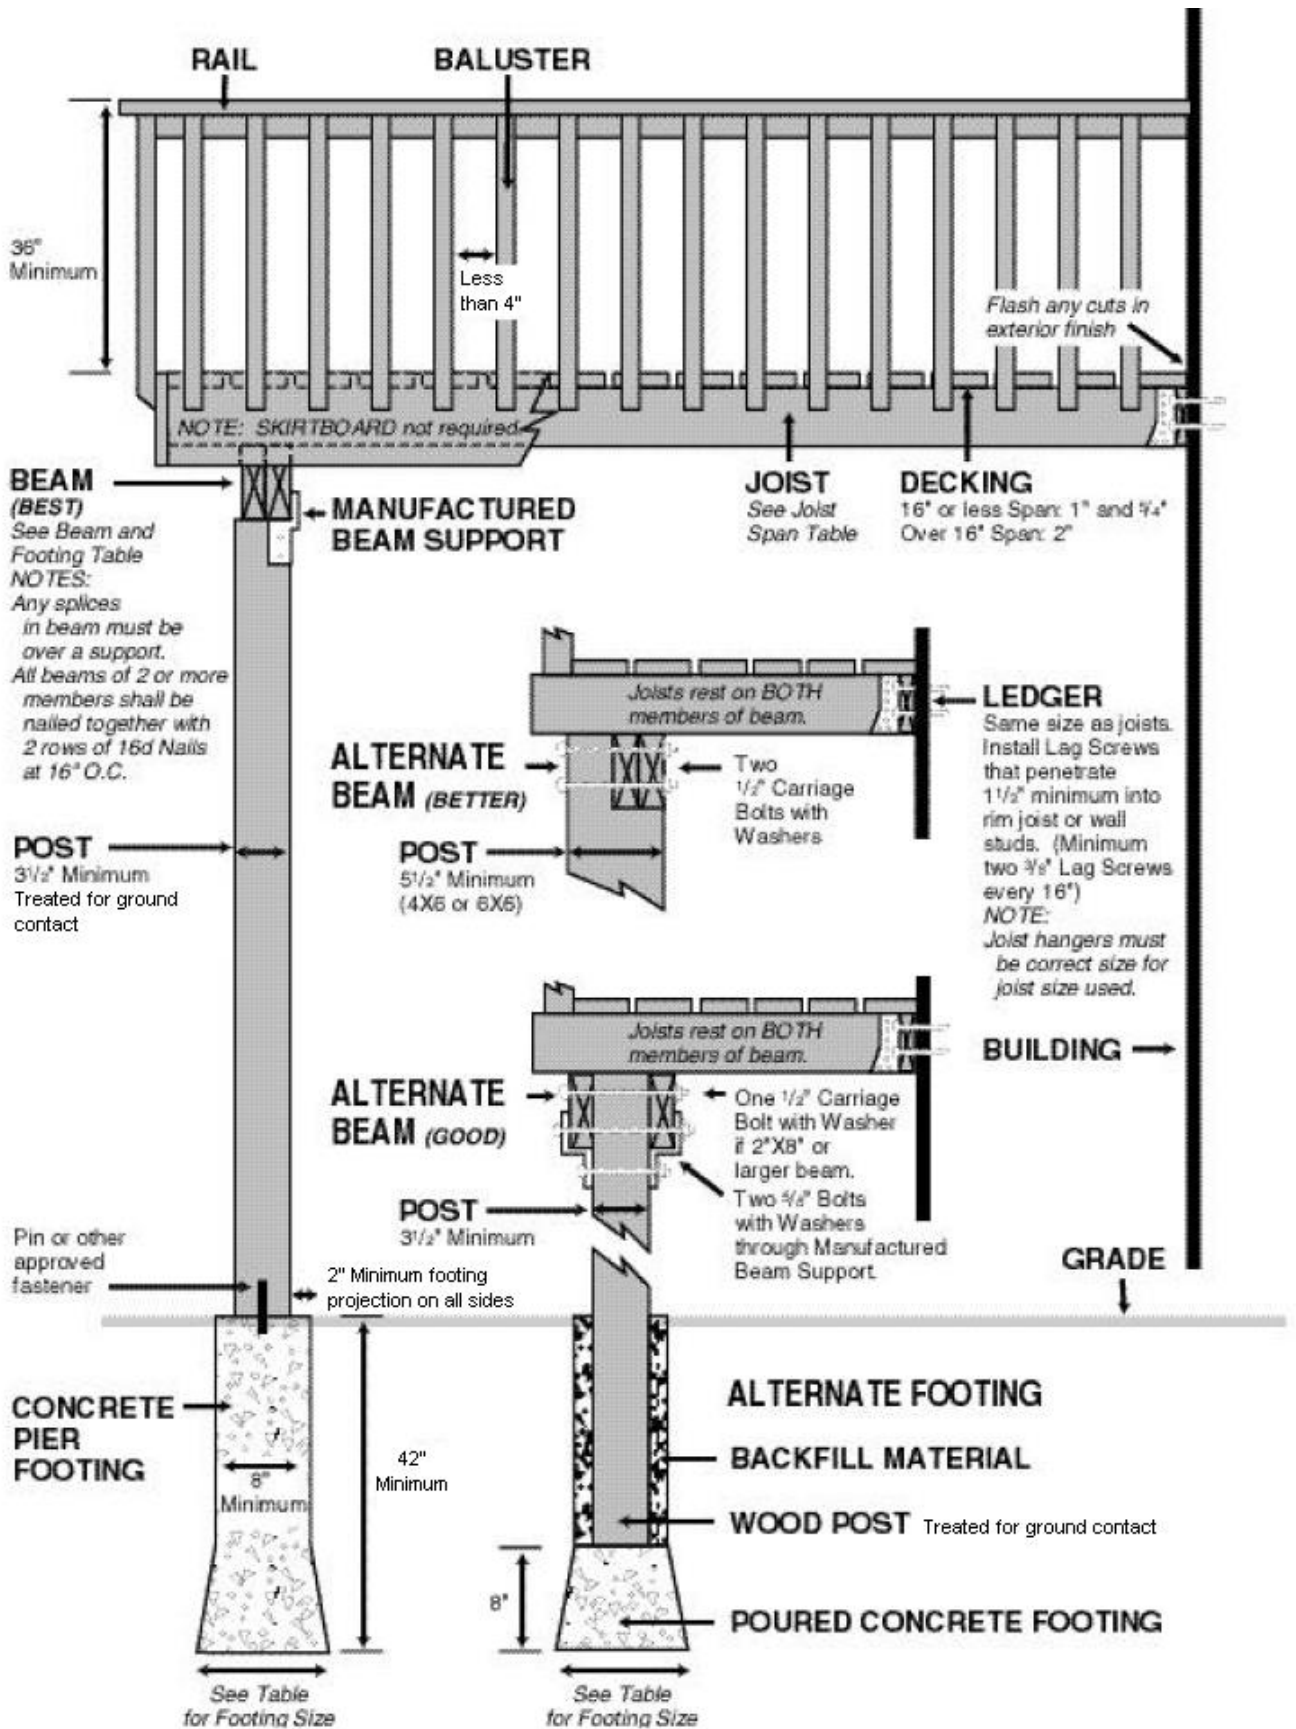 RAIL
BALUSTER
36"
Minimum
Less
than 4"
Flash any cuts in
exterior finish
NOTE: SKIRTBOARD not required
BEAM
(BEST)
See Beam and
Footing Table
NOTES:
Any splices
in beam must be
over a support.
All beams of 2 or more
members shall be
nailed together with
2 rows of 16d Nails
at 16" O.C.
MANUFACTURED
BEAM SUPPORT
JOIST
See Joist
Span Table
DECKING
16" or less Span: 1" and 5/4"
Over 16" Span: 2"
Joists rest on BOTH
members of beam.
ALTERNATE
BEAM (BETTER)
Two
1/2" Carriage
Bolts with
Washers
LEDGER
Same size as joists.
Install Lag Screws
that penetrate
1 1/2" minimum into
rim joist or wall
studs. (Minimum
two 3/8" Lag Screws
every 16")
NOTE:
Joist hangers must
be correct size for
joist size used.
POST
3 1/2" Minimum
Treated for ground
contact
POST
5 1/2" Minimum
(4X6 or 6X6)
Joists rest on BOTH
members of beam.
BUILDING
ALTERNATE
BEAM (GOOD)
One 1/2" Carriage
Bolt with Washer
if 2"X8" or
larger beam.
Two 5/8" Bolts
with Washers
through Manufactured
Beam Support.
POST
3 1/2" Minimum
Pin or other
approved
fastener
2" Minimum footing
projection on all sides
GRADE
CONCRETE
PIER
FOOTING
8"
Minimum
42"
Minimum
ALTERNATE FOOTING
BACKFILL MATERIAL
WOOD POST Treated for ground contact
8"
POURED CONCRETE FOOTING
See Table
for Footing Size
See Table
for Footing Size